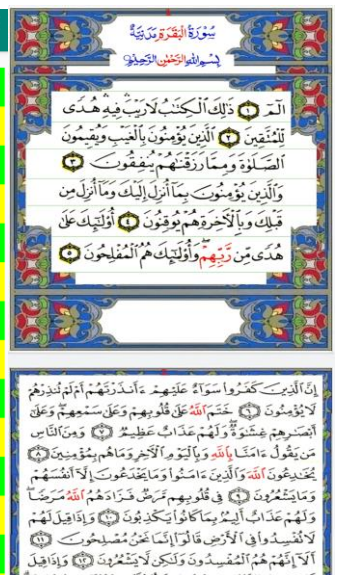 سُورَةُ الْبَقَرَةِ مَدَنِيَّةٌ
بِسْمِ اللَّهِ الرَّحْمَٰنِ الرَّحِيمِ
الٓمٓ ١ ذَٰلِكَ الْكِتَٰبُ لَا رَيْبَ ۛ فِيهِ ۛ هُدًى
لِّلْمُتَّقِينَ ٢ الَّذِينَ يُؤْمِنُونَ بِالْغَيْبِ وَيُقِيمُونَ
الصَّلَوٰةَ وَمِمَّا رَزَقْنَٰهُمْ يُنفِقُونَ ٣
وَالَّذِينَ يُؤْمِنُونَ بِمَا أُنزِلَ إِلَيْكَ وَمَا أُنزِلَ مِن
قَبْلِكَ وَبِالْآخِرَةِ هُمْ يُوقِنُونَ ٤ أُولَٰئِكَ عَلَىٰ
هُدًى مِّن رَّبِّهِمْ ۖ وَأُولَٰئِكَ هُمُ الْمُفْلِحُونَ ٥
إِنَّ الَّذِينَ كَفَرُوا سَوَآءٌ عَلَيْهِمْ ءَأَنذَرْتَهُمْ أَمْ لَمْ تُنذِرْهُمْ
لَا يُؤْمِنُونَ ٦ خَتَمَ اللَّهُ عَلَىٰ قُلُوبِهِمْ وَعَلَىٰ سَمْعِهِمْ ۖ وَعَلَىٰ
أَبْصَٰرِهِمْ غِشَٰوَةٌ ۖ وَلَهُمْ عَذَابٌ عَظِيمٌ ٧ وَمِنَ النَّاسِ
مَن يَقُولُ ءَامَنَّا بِاللَّهِ وَبِالْيَوْمِ الْآخِرِ وَمَا هُم بِمُؤْمِنِينَ ٨
يُخَٰدِعُونَ اللَّهَ وَالَّذِينَ ءَامَنُوا وَمَا يَخْدَعُونَ إِلَّا أَنفُسَهُمْ
وَمَا يَشْعُرُونَ ٩ فِي قُلُوبِهِم مَّرَضٌ فَزَادَهُمُ اللَّهُ مَرَضًا ۖ
وَلَهُمْ عَذَابٌ أَلِيمٌ بِمَا كَانُوا يَكْذِبُونَ ١٠ وَإِذَا قِيلَ لَهُمْ
لَا تُفْسِدُوا فِي الْأَرْضِ قَالُوا إِنَّمَا نَحْنُ مُصْلِحُونَ ١١
أَلَا إِنَّهُمْ هُمُ الْمُفْسِدُونَ وَلَٰكِن لَّا يَشْعُرُونَ ١٢ وَإِذَا قِيلَ